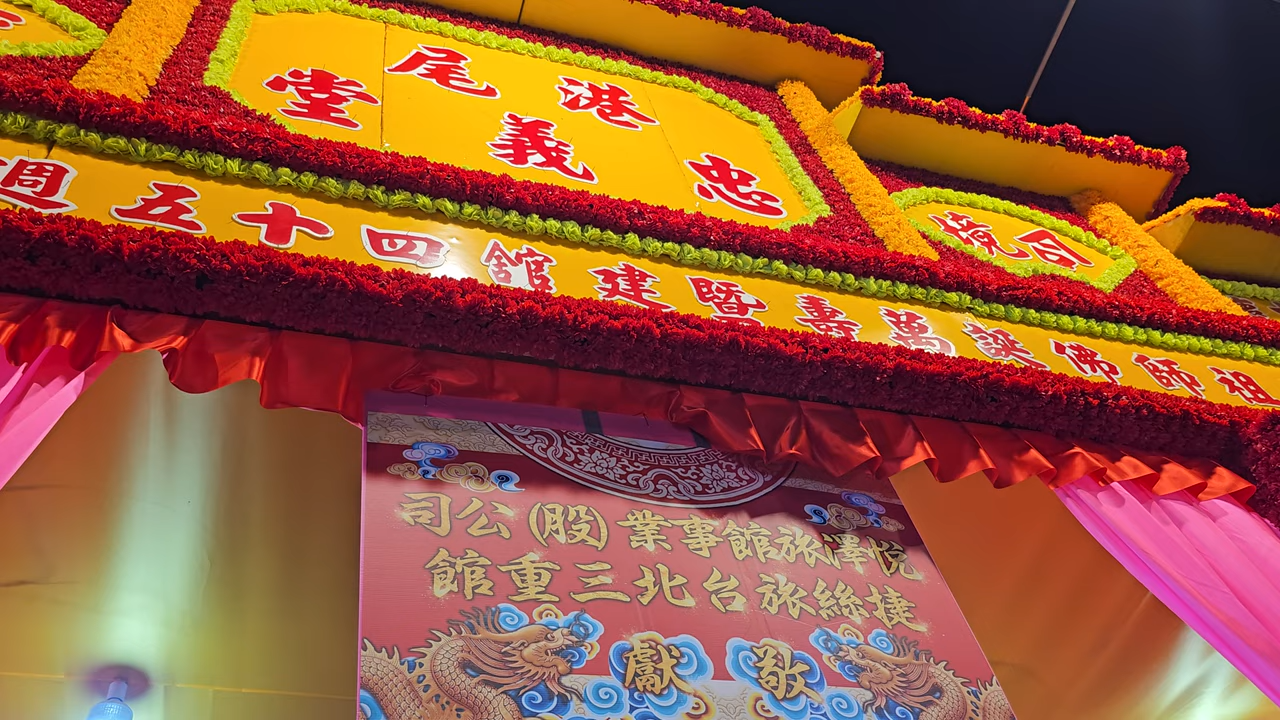 港尾
忠義堂
合境
祖師佛誕萬壽暨建館四十五週
悅澤旅館事業(股)公司
捷絲旅台北三重館
敬獻